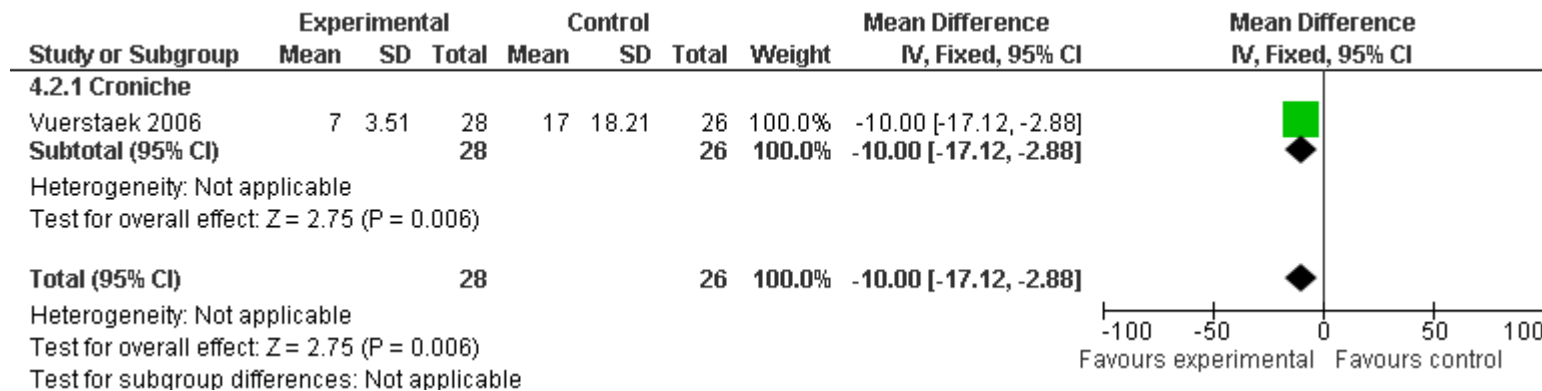 Experimental Control Mean Difference Mean Difference
Study or Subgroup Mean SD Total Mean SD Total Weight IV, Fixed, 95% CI IV, Fixed, 95% CI
4.2.1 Croniche
Vuerstaek 2006 7 3.51 28 17 18.21 26 100.0% -10.00 [-17.12, -2.88]
Subtotal (95% CI) 28 26 100.0% -10.00 [-17.12, -2.88]
Heterogeneity: Not applicable
Test for overall effect: Z = 2.75 (P = 0.006)
Total (95% CI) 28 26 100.0% -10.00 [-17.12, -2.88]
Heterogeneity: Not applicable
Test for overall effect: Z = 2.75 (P = 0.006)
Test for subgroup differences: Not applicable
-100 -50 0 50 100
Favours experimental Favours control